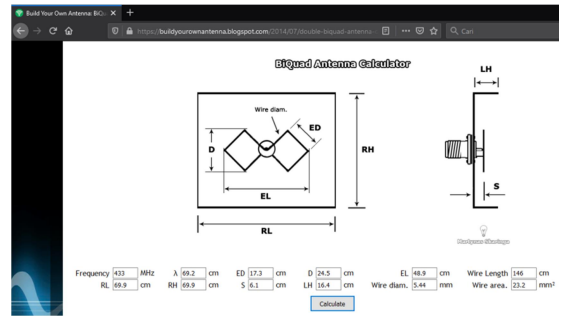 Build Your Own Antenna: BiQu
https://buildyourownantenna.blogspot.com/2014/07/double-biquad-antenna-
Cari
BiQuad Antenna Calculator
LH
Wire diam.
ED
D
RH
EL
S
RL
Frequency 433 MHz λ 69.2 cm ED 17.3 cm D 24.5 cm EL 48.9 cm Wire Length 146 cm
RL 69.9 cm RH 69.9 cm S 6.1 cm LH 16.4 cm Wire diam. 5.44 mm Wire area. 23.2 mm²
Calculate